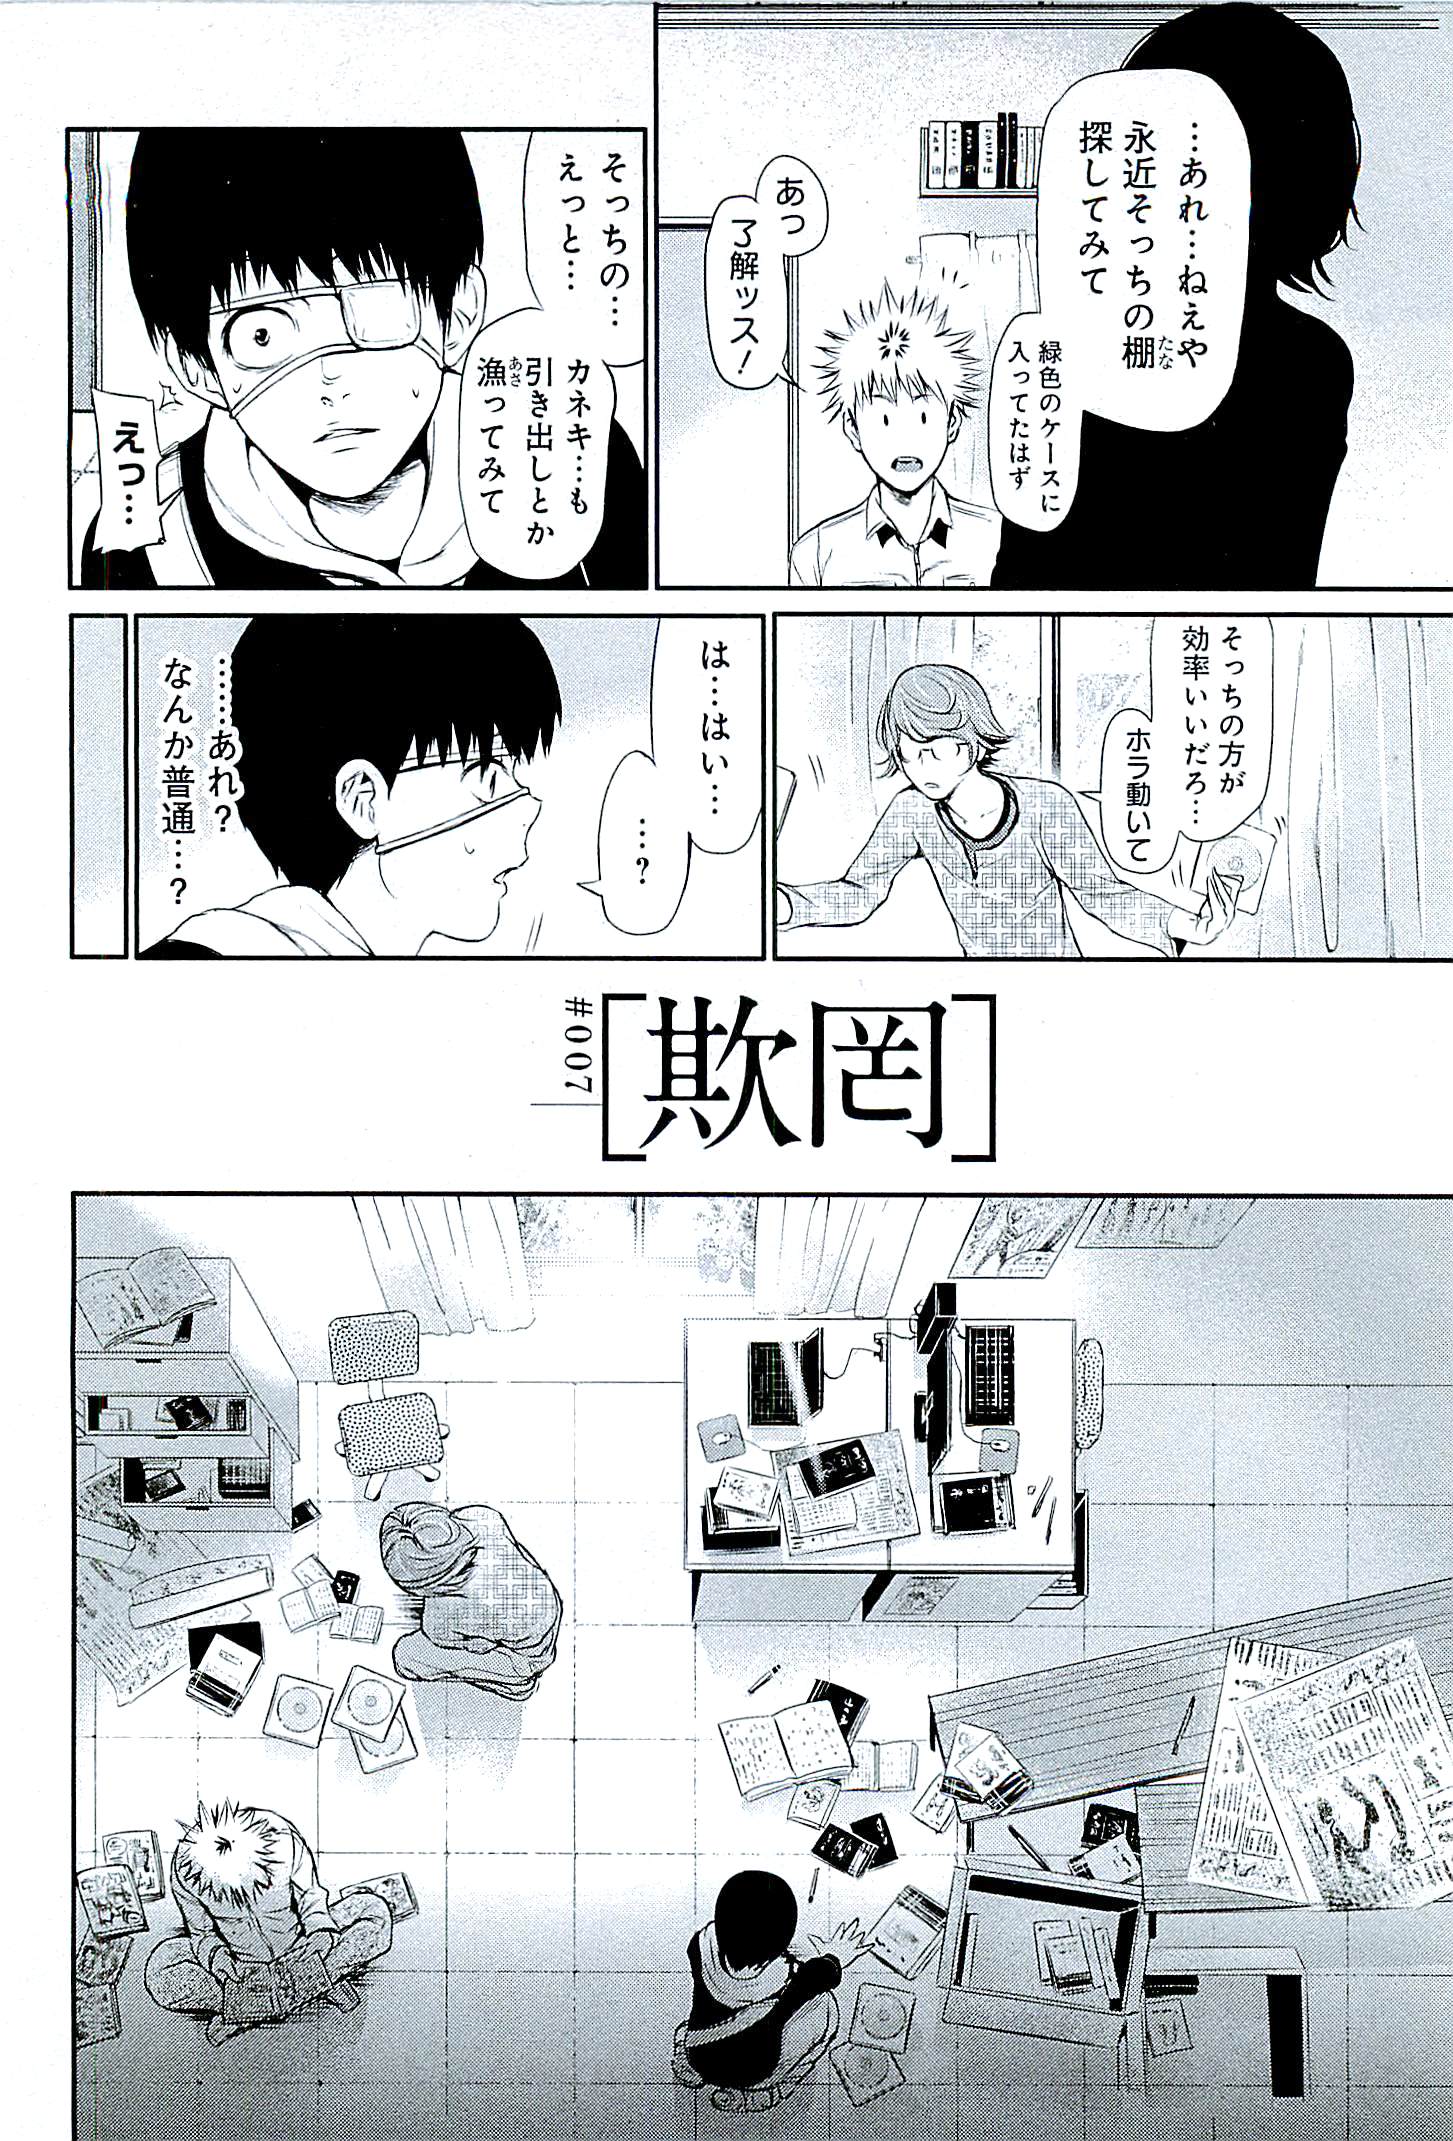 …あれ…ねえや
永近そっちの棚
探してみて
たな
緑色のケースに
入ってたはず
あっ
了解ッス！
そっちの…
えっと…
カネキ…も
引き出しとか
漁ってみて
あさ
えっ…
そっちの方が
効率いいだろ…
ホラ動いて
は…はい…
…？
……あれ？
なんか普通…？
［欺罔］
#007